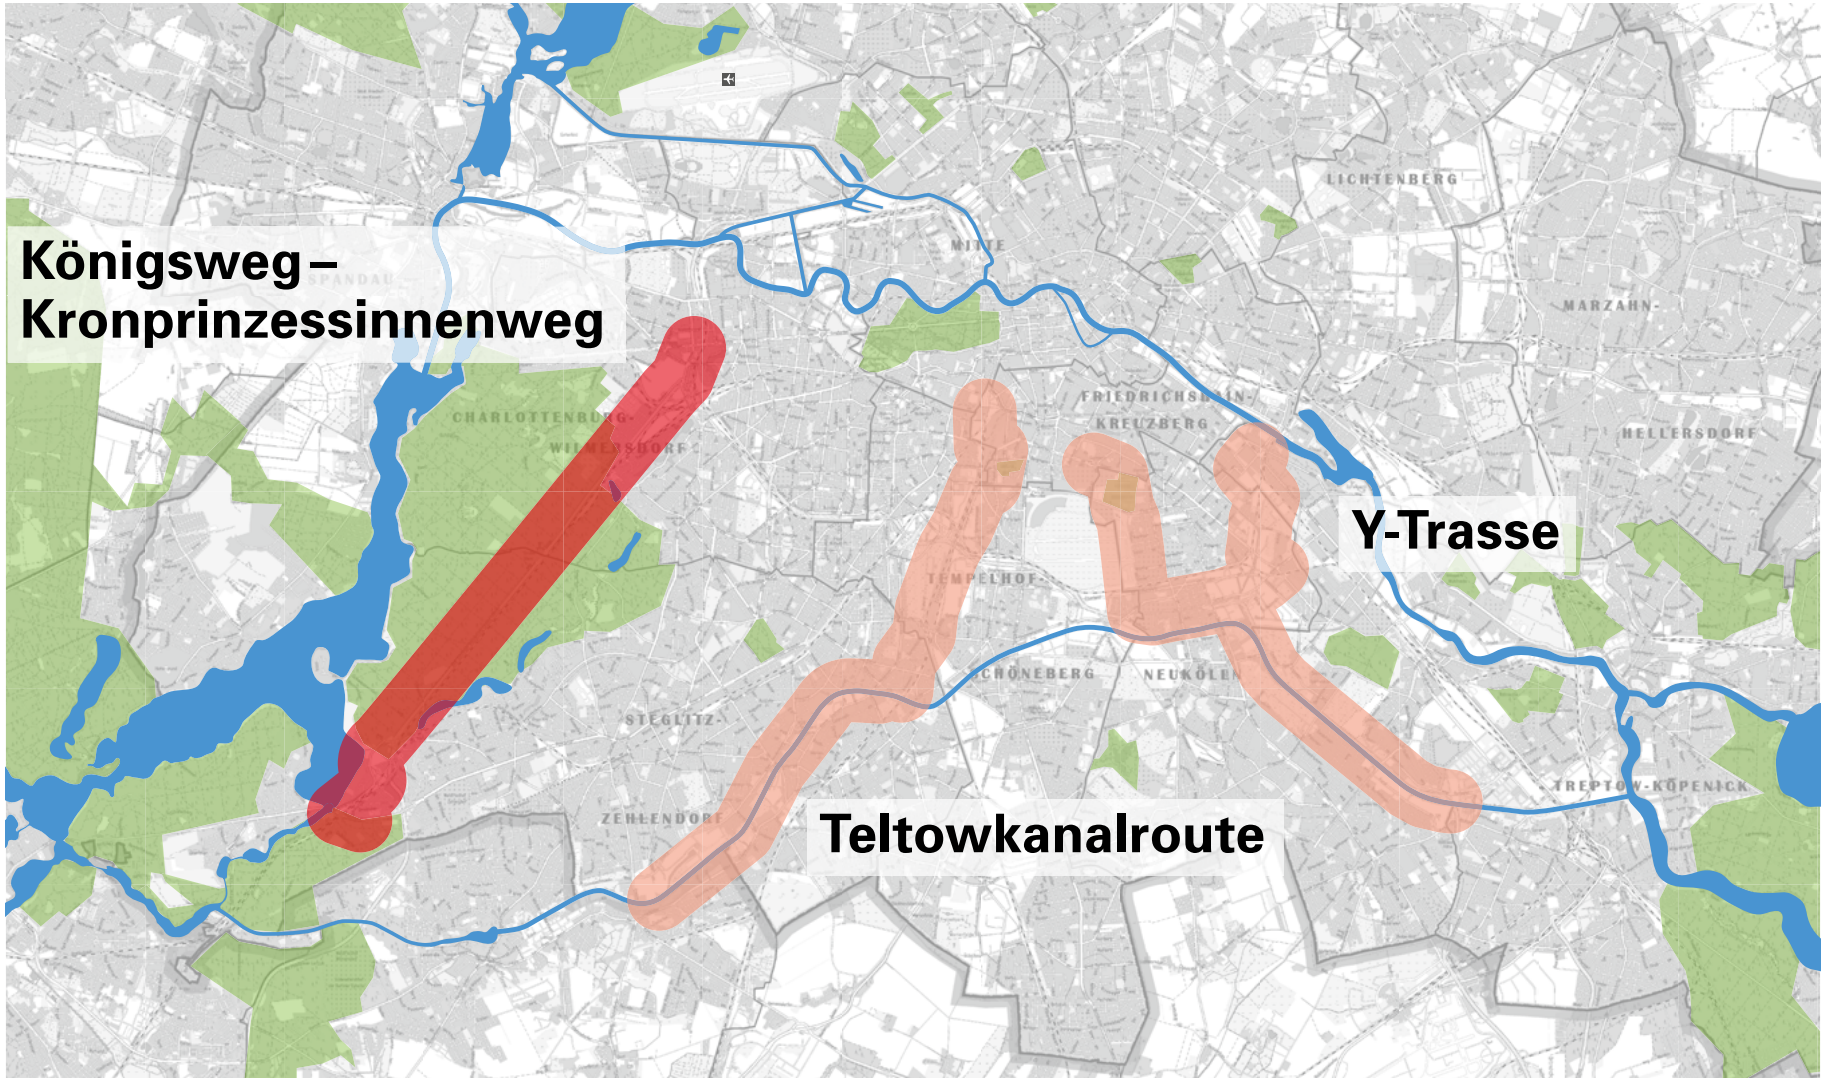 LICHTENBERG
MITTE
Königsweg –
Kronprinzessinnenweg
SPANDAU
MARZAHN-
HELLERSDORF
CHARLOTTENBURG-
WILMERSDORF
FRIEDRICHSHAIN-
KREUZBERG
Y-Trasse
TEMPELHOF-
SCHÖNEBERG
NEUKÖLLN
STEGLITZ-
ZEHLENDORF
TREPTOW-KÖPENICK
Teltowkanalroute